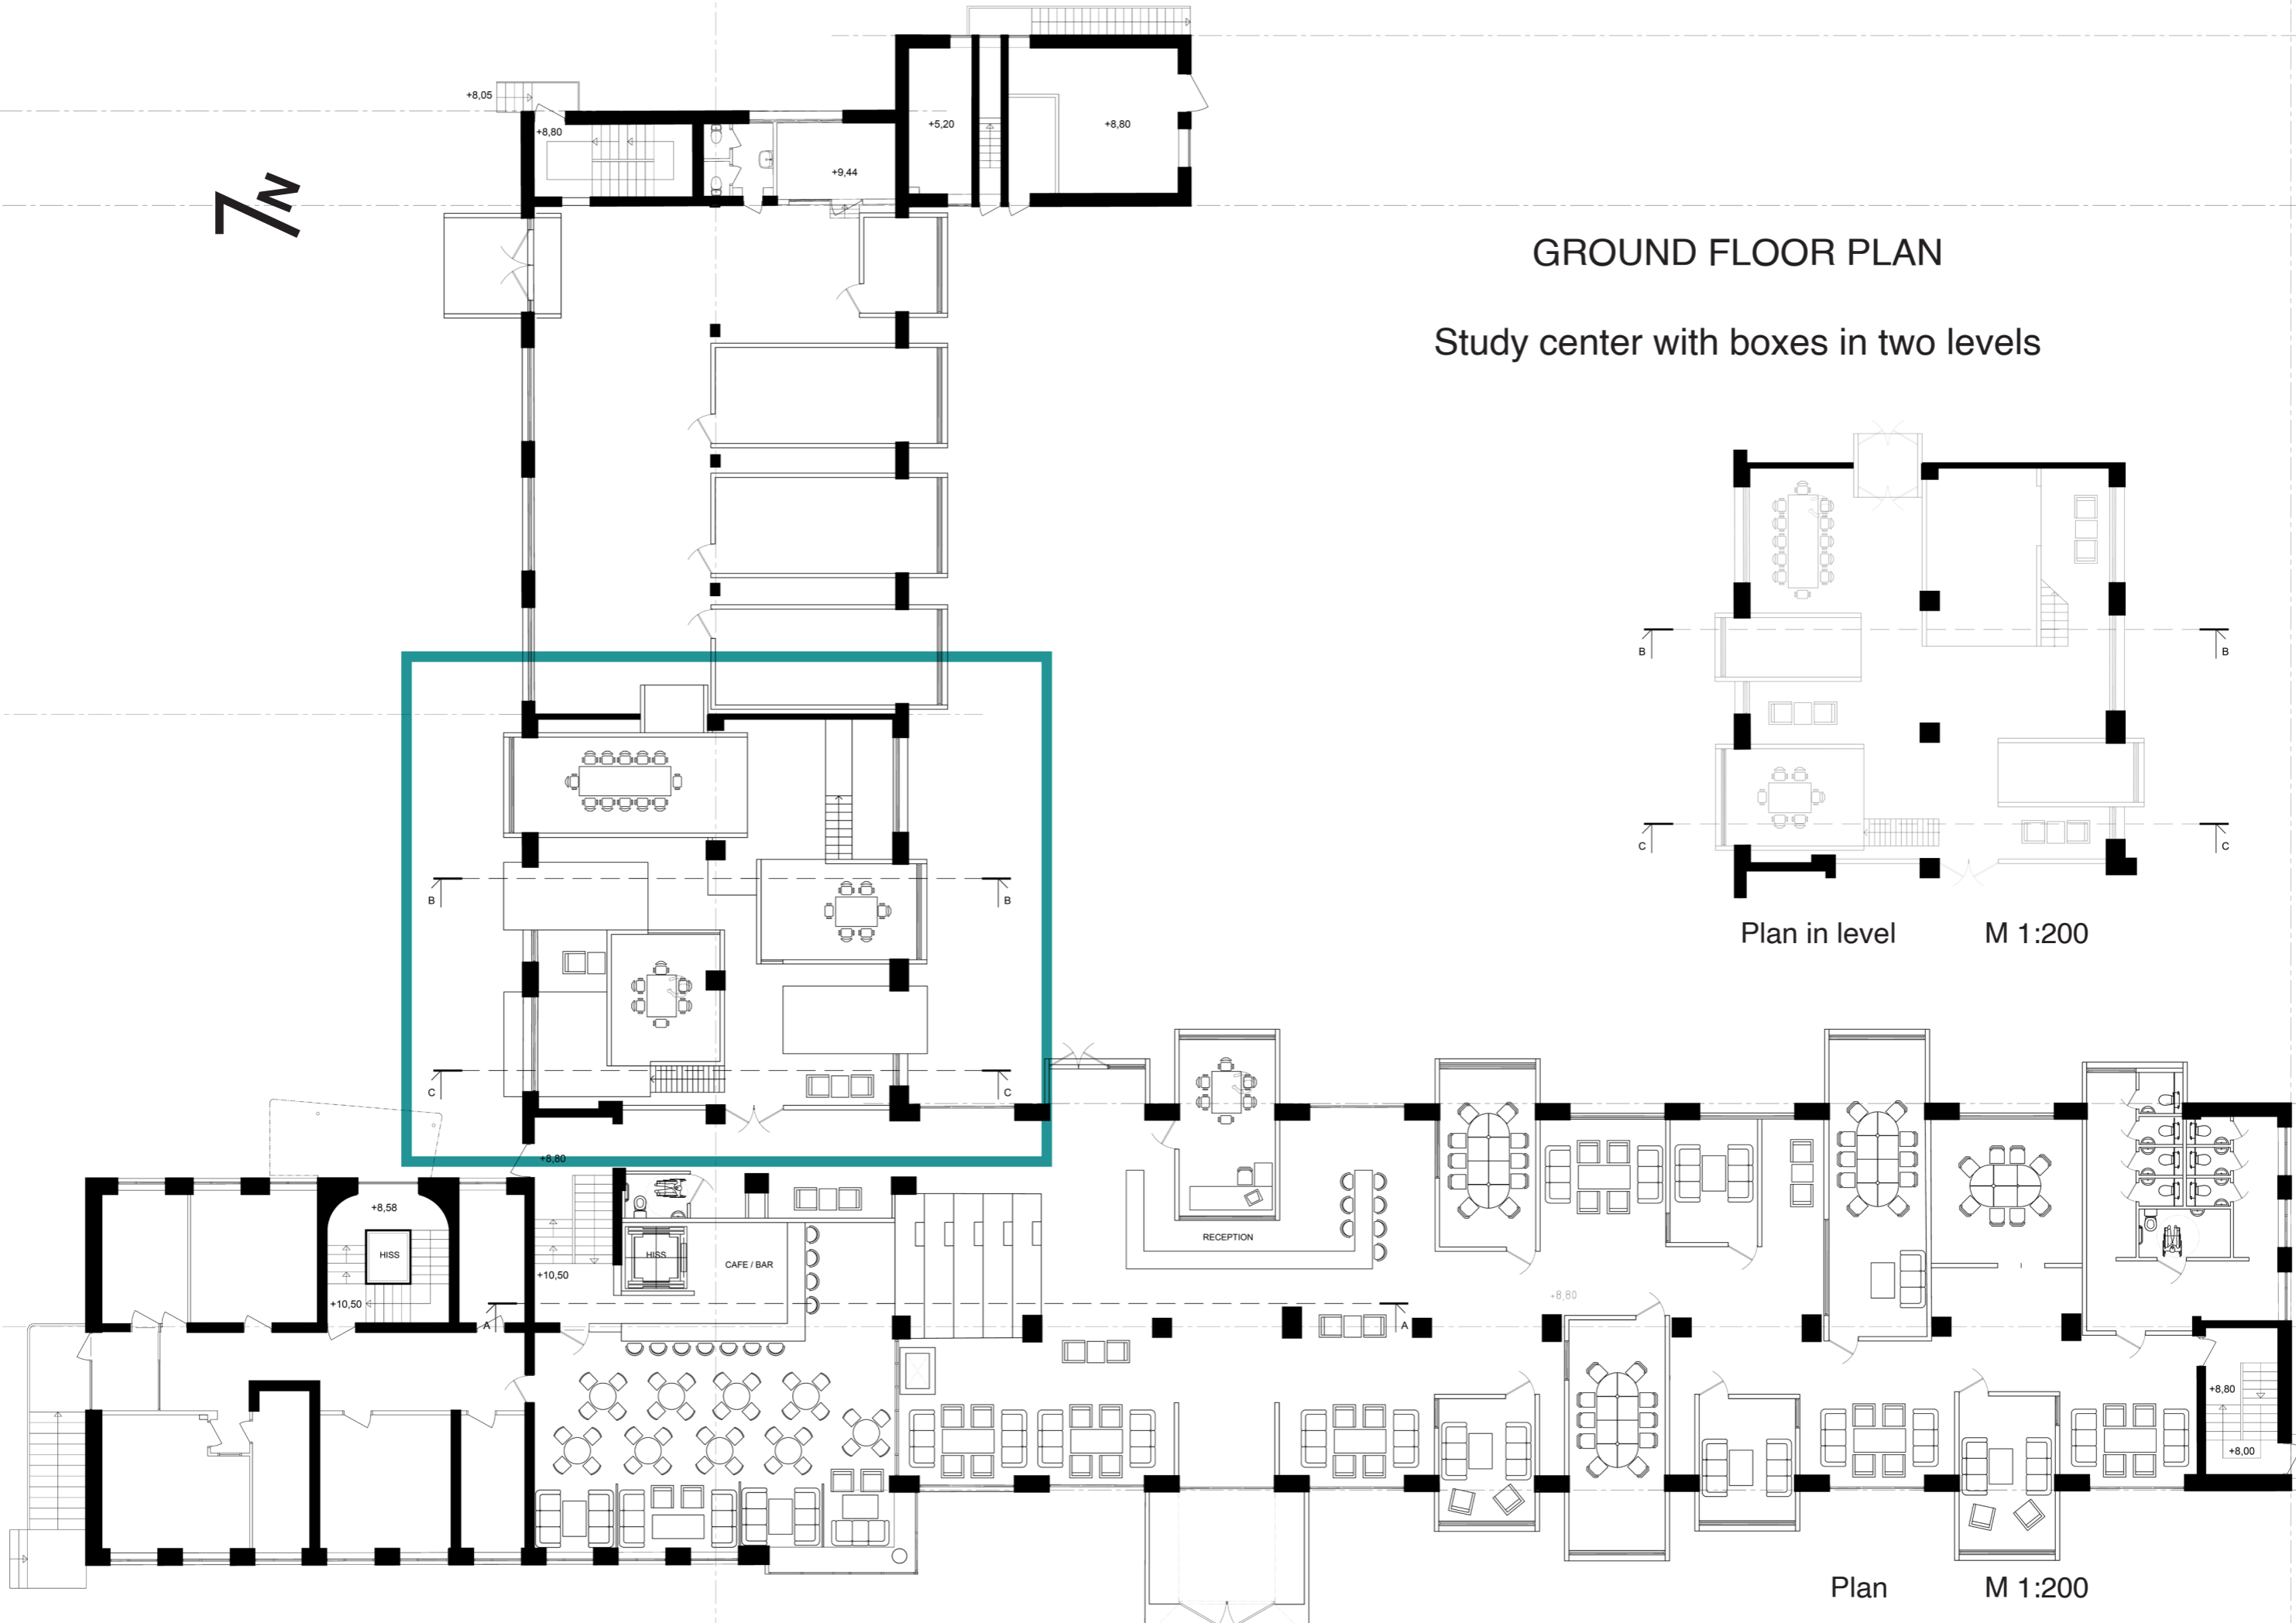 +8,05
+8,80
+5,20
+8,80
+9,44
N
GROUND FLOOR PLAN
Study center with boxes in two levels
B
B
C
C
Plan in level
M 1:200
B
B
C
C
+8,80
+8,58
HISS
+10,50
+10,50
HISS
CAFE / BAR
RECEPTION
A
A
+8,80
+8,80
+8,00
Plan
M 1:200